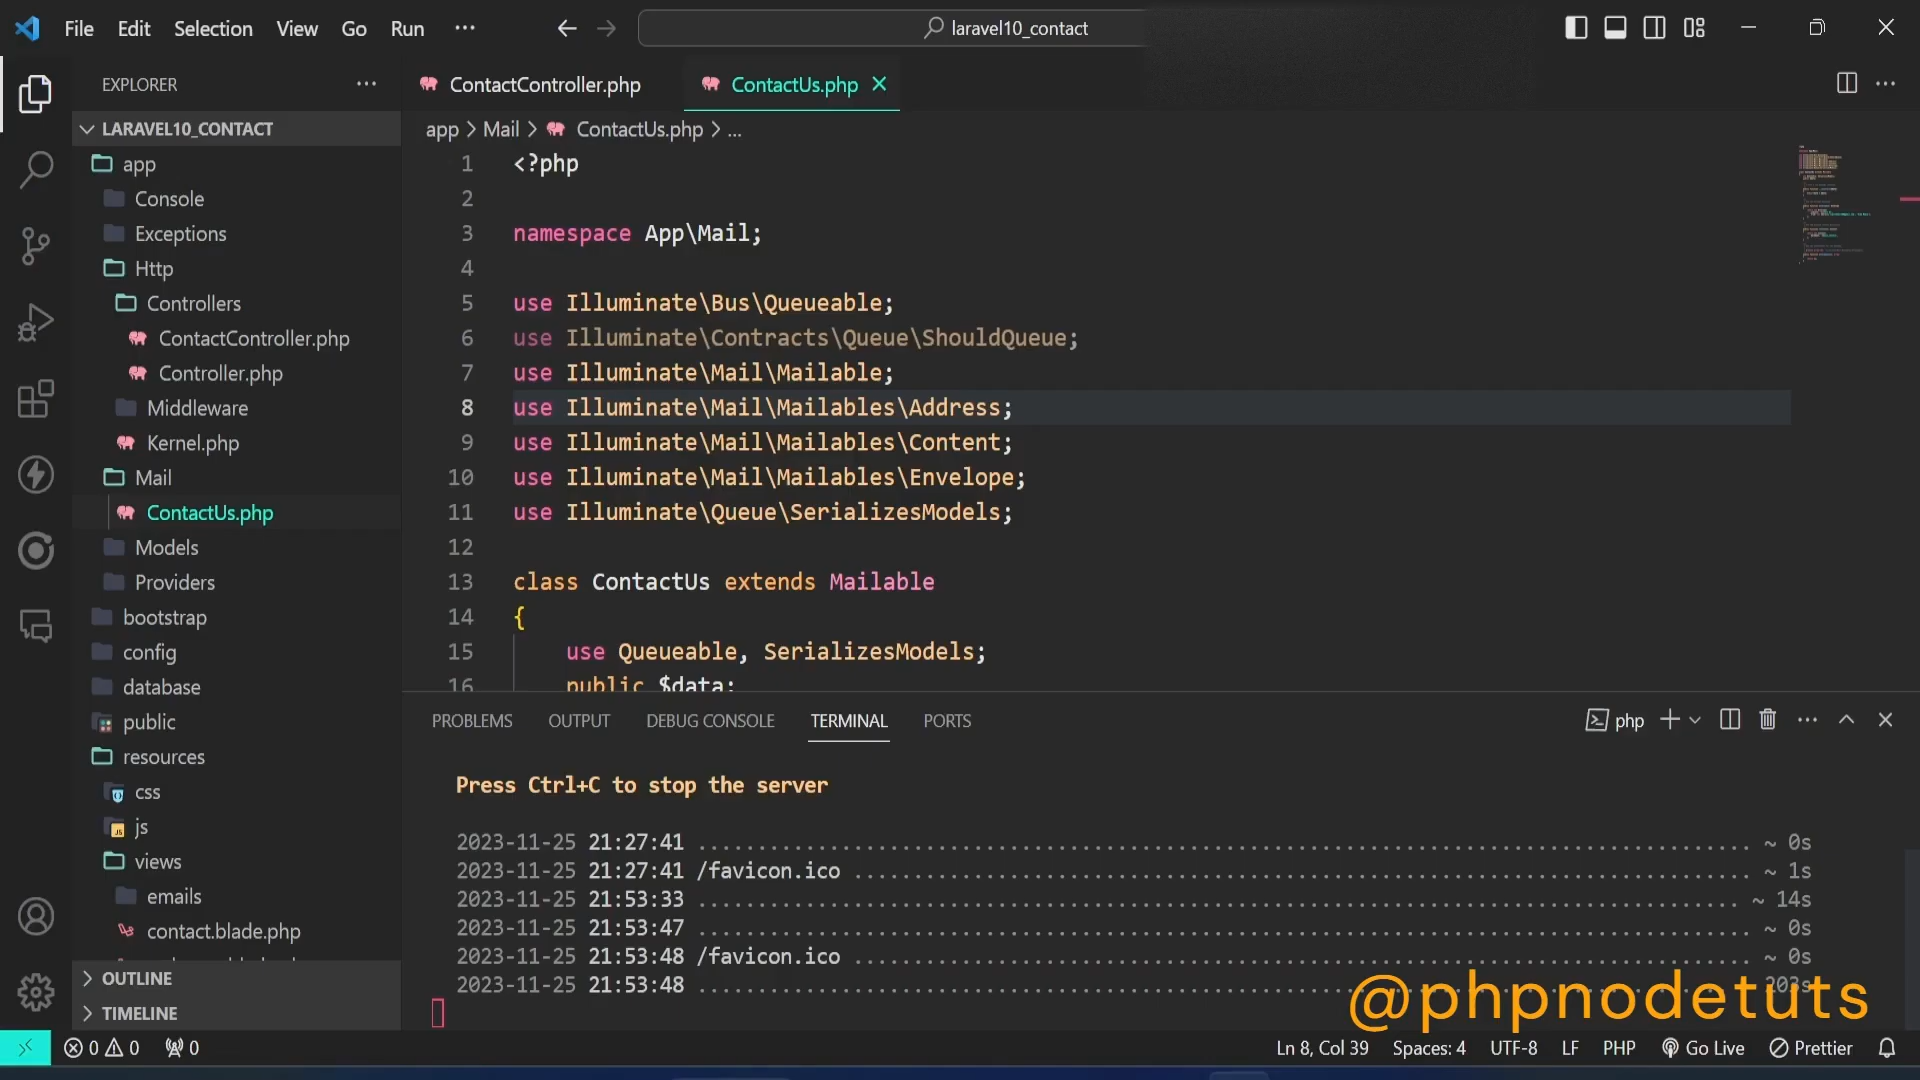 File Edit Selection View Go Run ...
laravel10_contact
EXPLORER
LARAVEL10_CONTACT
app
Console
Exceptions
Http
Controllers
ContactController.php
Controller.php
Middleware
Kernel.php
Mail
ContactUs.php
Models
Providers
bootstrap
config
database
public
resources
css
js
views
emails
contact.blade.php
OUTLINE
TIMELINE
ContactController.php ContactUs.php
app > Mail > ContactUs.php > ...
1 <?php
2
3 namespace App\Mail;
4
5 use Illuminate\Bus\Queueable;
6 use Illuminate\Contracts\Queue\ShouldQueue;
7 use Illuminate\Mail\Mailable;
8 use Illuminate\Mail\Mailables\Address;
9 use Illuminate\Mail\Mailables\Content;
10 use Illuminate\Mail\Mailables\Envelope;
11 use Illuminate\Queue\SerializesModels;
12
13 class ContactUs extends Mailable
14 {
15 use Queueable, SerializesModels;
16 public $data;
PROBLEMS OUTPUT DEBUG CONSOLE TERMINAL PORTS
php
Press Ctrl+C to stop the server
2023-11-25 21:27:41 ........ ~ 0s
2023-11-25 21:27:41 /favicon.ico ........ ~ 1s
2023-11-25 21:53:33 ........ ~ 14s
2023-11-25 21:53:47 ........ ~ 0s
2023-11-25 21:53:48 /favicon.ico ........ ~ 0s
2023-11-25 21:53:48 ........ 203s
@phpnodetuts
0 0 0
Ln 8, Col 39 Spaces: 4 UTF-8 LF PHP Go Live Prettier